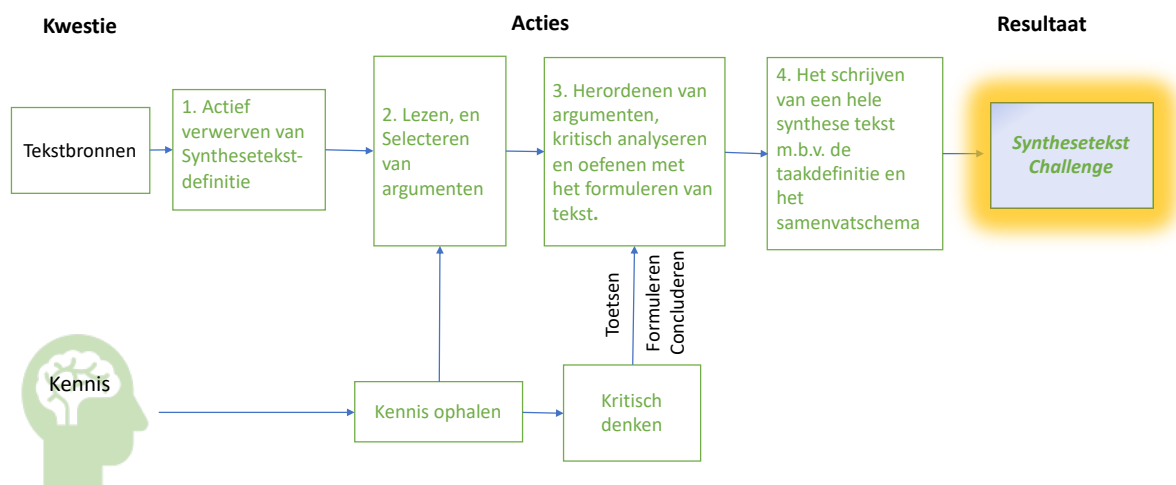 Kwestie
Acties
Resultaat
Tekstbronnen
1. Actief
verwerven van
Synthesetekst-
definitie
2. Lezen, en
Selecteren
van
argumenten
3. Herordenen van
argumenten,
kritisch analyseren
en oefenen met
het formuleren van
tekst.
4. Het schrijven
van een hele
synthese tekst
m.b.v. de
taakdefinitie en
het
samenvatschema
Synthesetekst
Challenge
Toetsen
Formuleren
Concluderen
Kennis
Kennis ophalen
Kritisch
denken